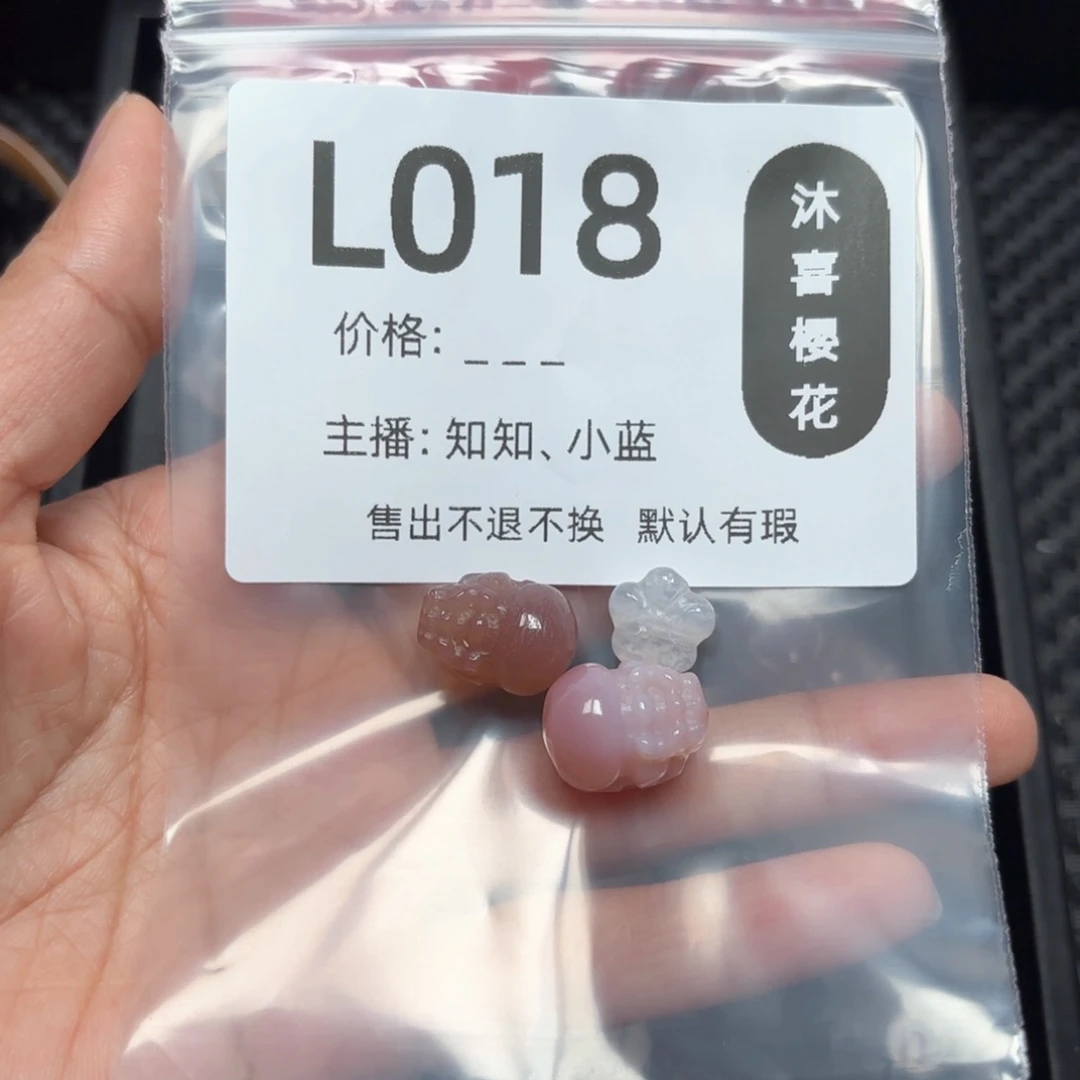 L018
沐喜樱花
价格：_ _ _
主播：知知、小蓝
售出不退不换 默认有瑕